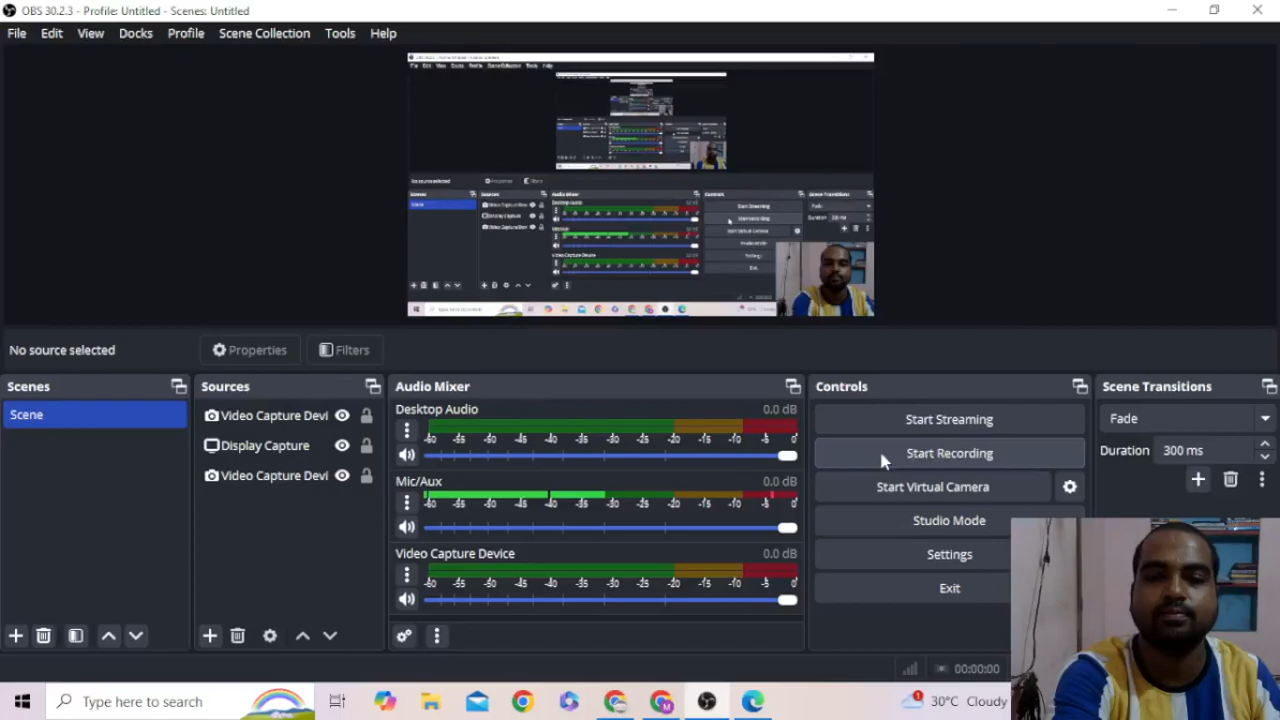 OBS 30.2.3 - Profile: Untitled - Scenes: Untitled
File Edit View Docks Profile Scene Collection Tools Help
No source selected Properties Filters
Scenes
Scene
Sources
Video Capture Devi
Display Capture
Video Capture Devi
Audio Mixer
Desktop Audio 0.0 dB
-60 -55 -50 -45 -40 -35 -30 -25 -20 -15 -10 -5 0
Mic/Aux 0.0 dB
-60 -55 -50 -45 -40 -35 -30 -25 -20 -15 -10 -5 0
Video Capture Device 0.0 dB
-60 -55 -50 -45 -40 -35 -30 -25 -20 -15 -10 -5 0
Controls
Start Streaming
Start Recording
Start Virtual Camera
Studio Mode
Settings
Exit
Scene Transitions
Fade
Duration 300 ms
00:00:00
Type here to search
1
30°C Cloudy